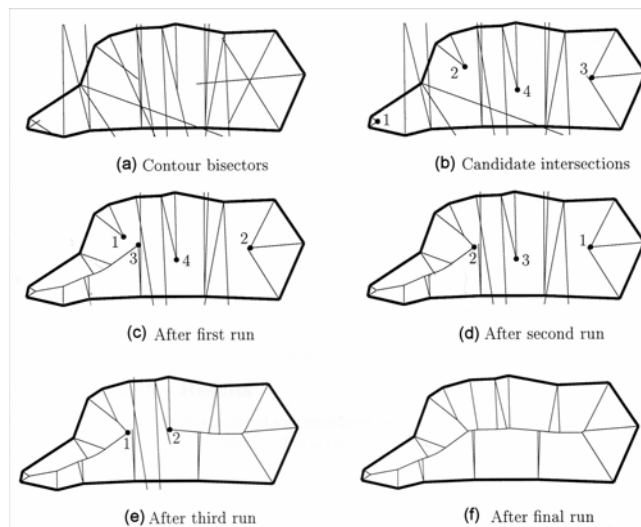 (a) Contour bisectors
2
3
4
1
(b) Candidate intersections
1
2
3
4
(c) After first run
1
2
3
(d) After second run
1
2
(e) After third run
(f) After final run